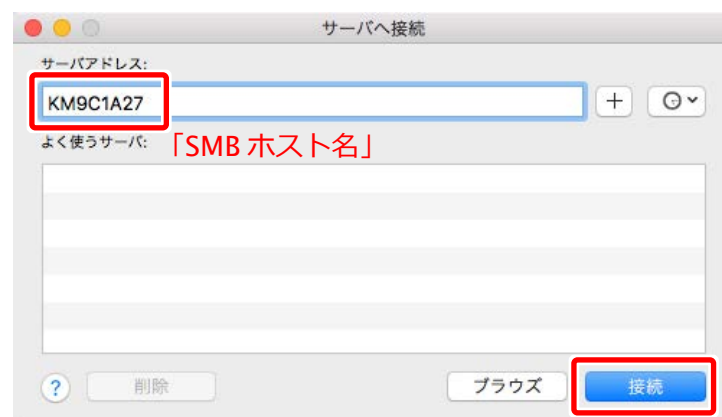 サーバへ接続
サーバアドレス:
KM9C1A27
よく使うサーバ:
「SMB ホスト名」
?
削除
ブラウズ
接続